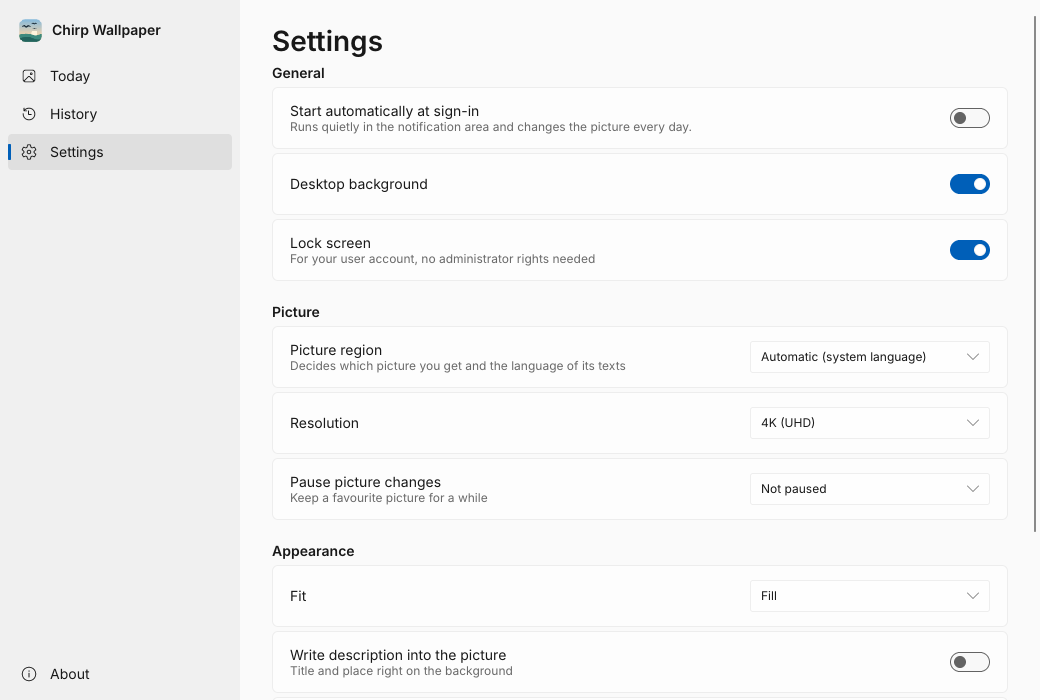 Chirp Wallpaper
Today
History
Settings
About
Settings
General
Start automatically at sign-in
Runs quietly in the notification area and changes the picture every day.
Desktop background
Lock screen
For your user account, no administrator rights needed
Picture
Picture region
Decides which picture you get and the language of its texts
Automatic (system language)
Resolution
4K (UHD)
Pause picture changes
Keep a favourite picture for a while
Not paused
Appearance
Fit
Fill
Write description into the picture
Title and place right on the background